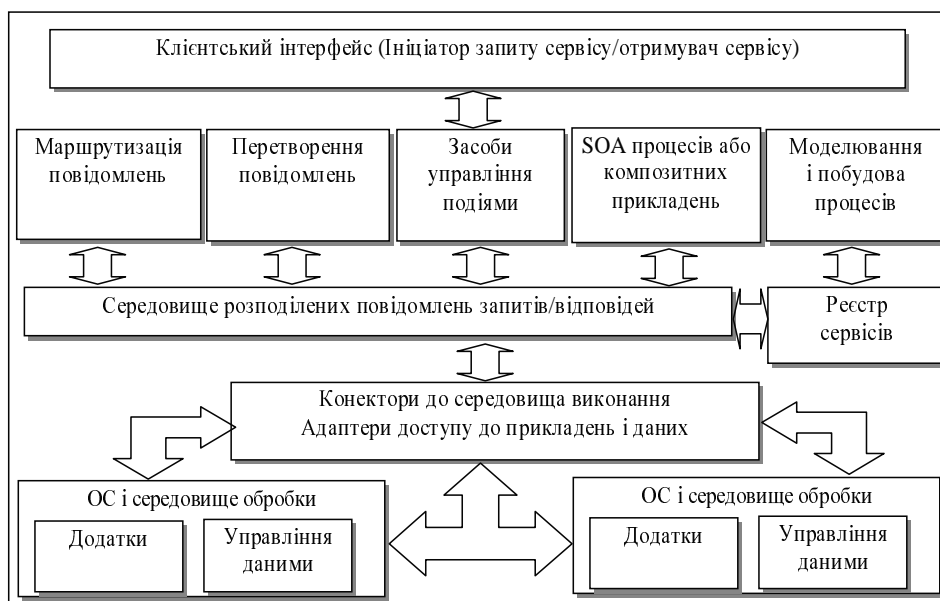 Клієнтський інтерфейс (Ініціатор запиту сервісу/отримувач сервісу)
Маршрутизація
повідомлень
Перетворення
повідомлень
Засоби
управління
подіями
SOA процесів або
композитних
прикладень
Моделювання
і побудова
процесів
Середовище розподілених повідомлень запитів/відповідей
Реєстр
сервісів
Конектори до середовища виконання
Адаптери доступу до прикладень і даних
ОС і середовище обробки
Додатки
Управління
даними
ОС і середовище обробки
Додатки
Управління
даними